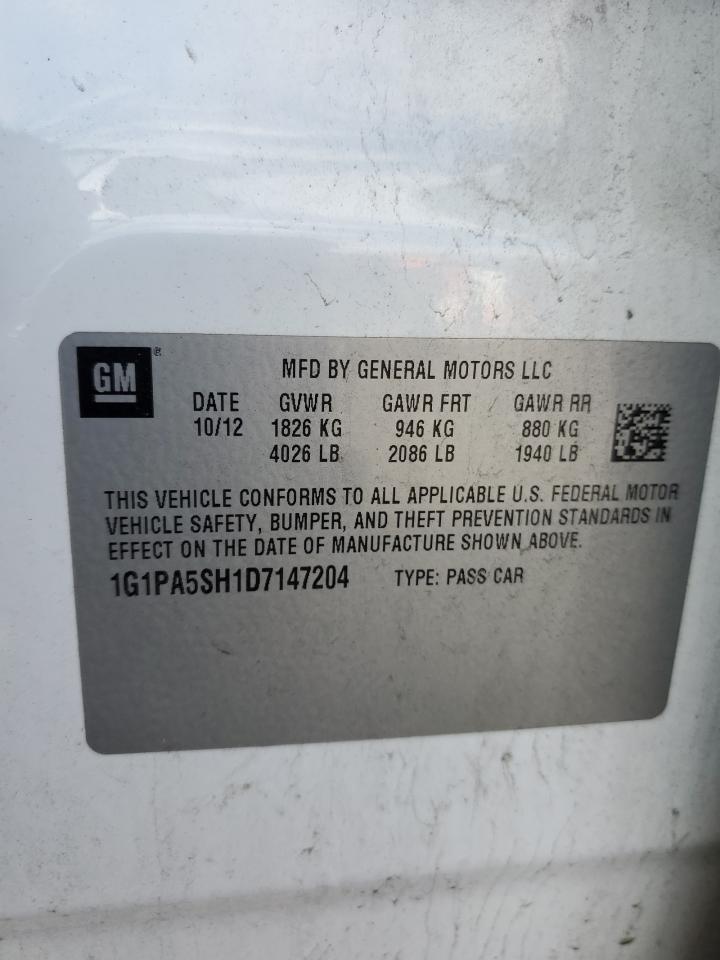 GM ®
MFD BY GENERAL MOTORS LLC
DATE GVWR GAWR FRT GAWR RR
10/12 1826 KG 946 KG 880 KG
4026 LB 2086 LB 1940 LB
THIS VEHICLE CONFORMS TO ALL APPLICABLE U.S. FEDERAL MOTOR
VEHICLE SAFETY, BUMPER, AND THEFT PREVENTION STANDARDS IN
EFFECT ON THE DATE OF MANUFACTURE SHOWN ABOVE.
1G1PA5SH1D7147204 TYPE: PASS CAR